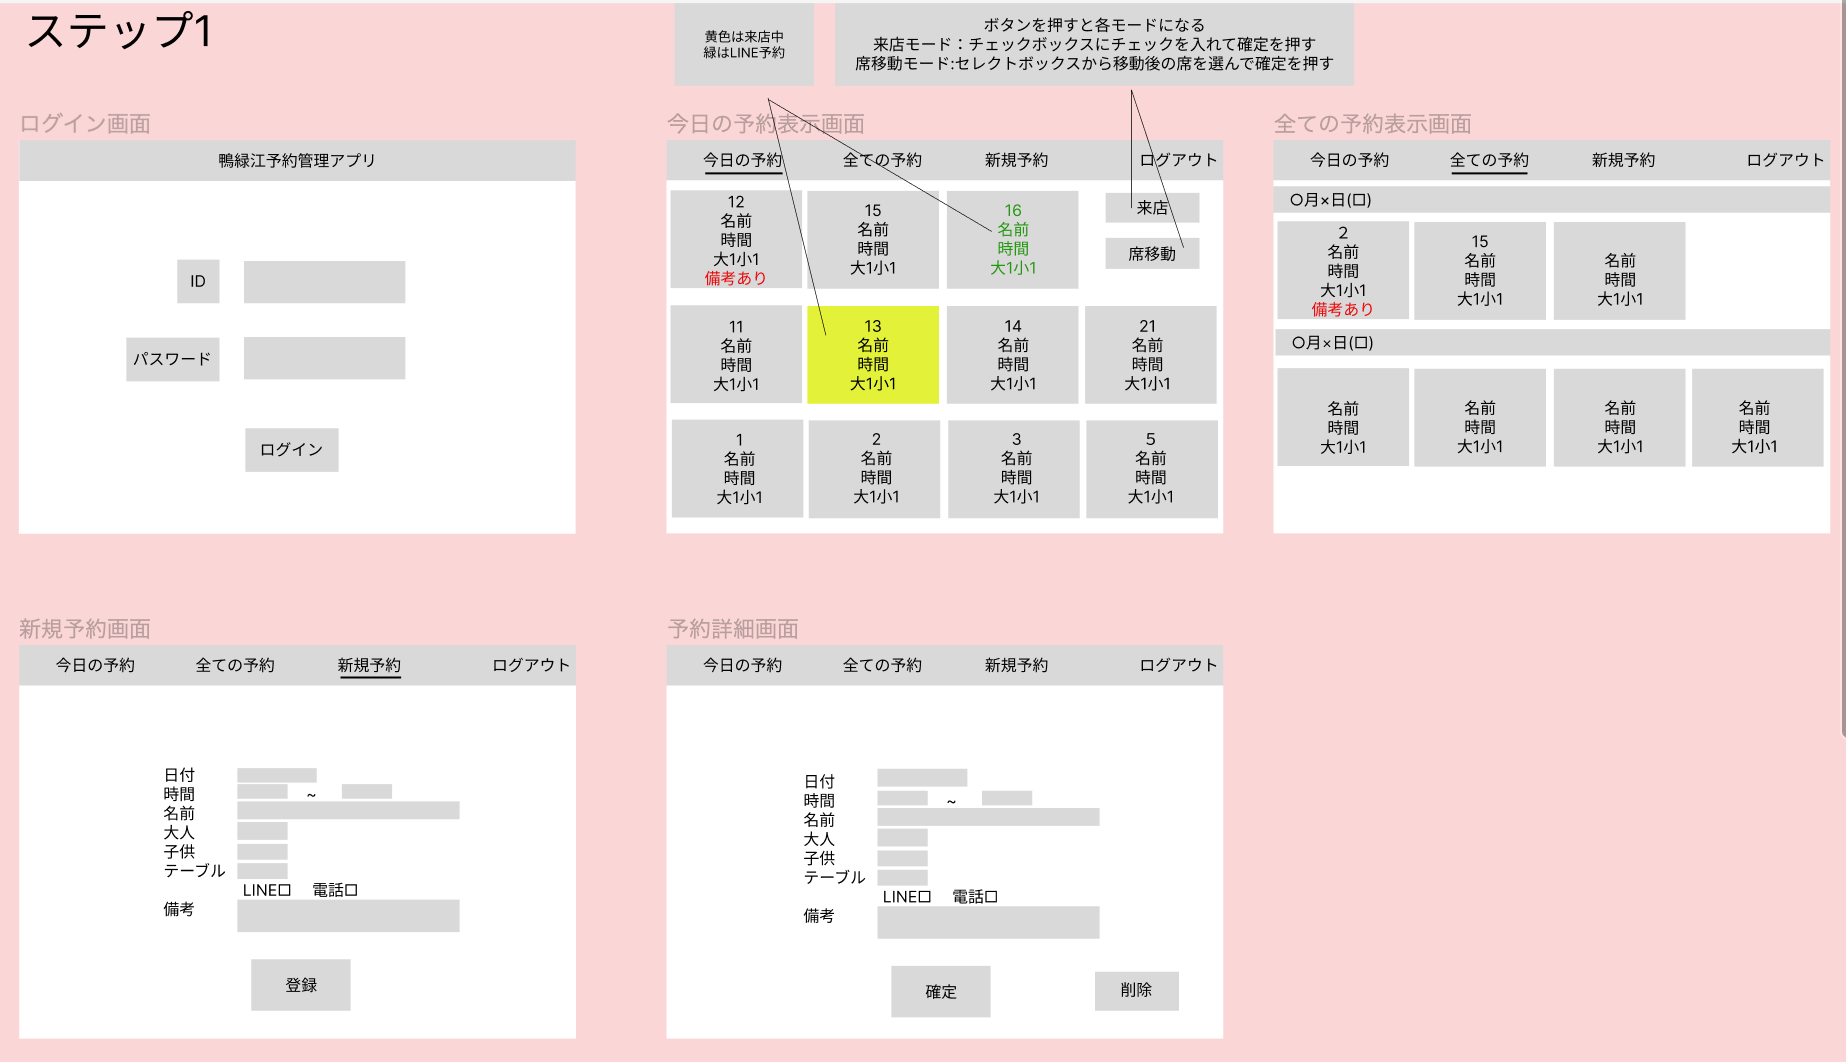 ステップ1
黄色は来店中
緑はLINE予約
ボタンを押すと各モードになる
来店モード：チェックボックスにチェックを入れて確定を押す
席移動モード:セレクトボックスから移動後の席を選んで確定を押す
ログイン画面
鴨緑江予約管理アプリ
ID
パスワード
ログイン
今日の予約表示画面
今日の予約 全ての予約 新規予約 ログアウト
12
名前
時間
大1小1
備考あり
15
名前
時間
大1小1
16
名前
時間
大1小1
来店
席移動
11
名前
時間
大1小1
13
名前
時間
大1小1
14
名前
時間
大1小1
21
名前
時間
大1小1
1
名前
時間
大1小1
2
名前
時間
大1小1
3
名前
時間
大1小1
5
名前
時間
大1小1
全ての予約表示画面
今日の予約 全ての予約 新規予約 ログアウト
〇月×日(口)
2
名前
時間
大1小1
備考あり
15
名前
時間
大1小1
名前
時間
大1小1
〇月×日(口)
名前
時間
大1小1
名前
時間
大1小1
名前
時間
大1小1
名前
時間
大1小1
新規予約画面
今日の予約 全ての予約 新規予約 ログアウト
日付
時間 ~
名前
大人
子供
テーブル
LINE口 電話口
備考
登録
予約詳細画面
今日の予約 全ての予約 新規予約 ログアウト
日付
時間 ~
名前
大人
子供
テーブル
LINE口 電話口
備考
確定
削除